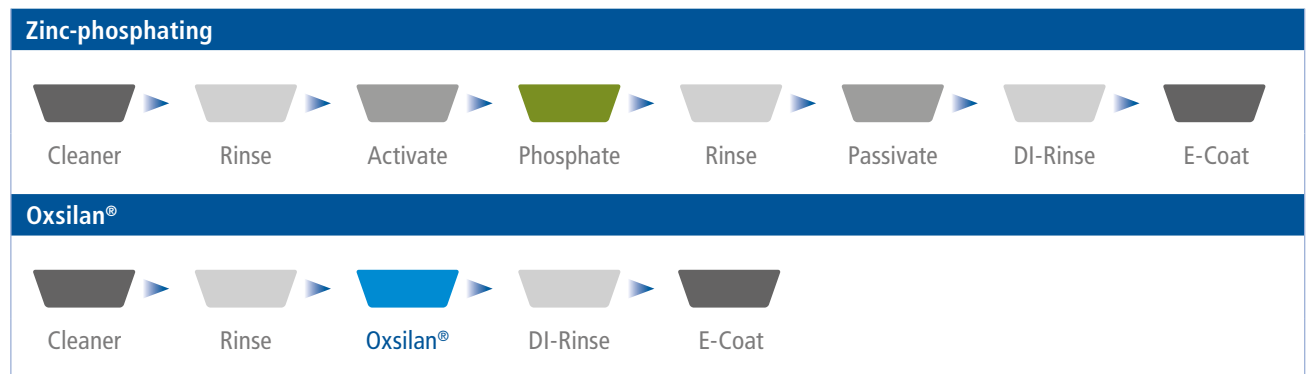 Zinc-phosphating
Cleaner Rinse Activate Phosphate Rinse Passivate DI-Rinse E-Coat
Oxsilan®
Cleaner Rinse Oxsilan® DI-Rinse E-Coat